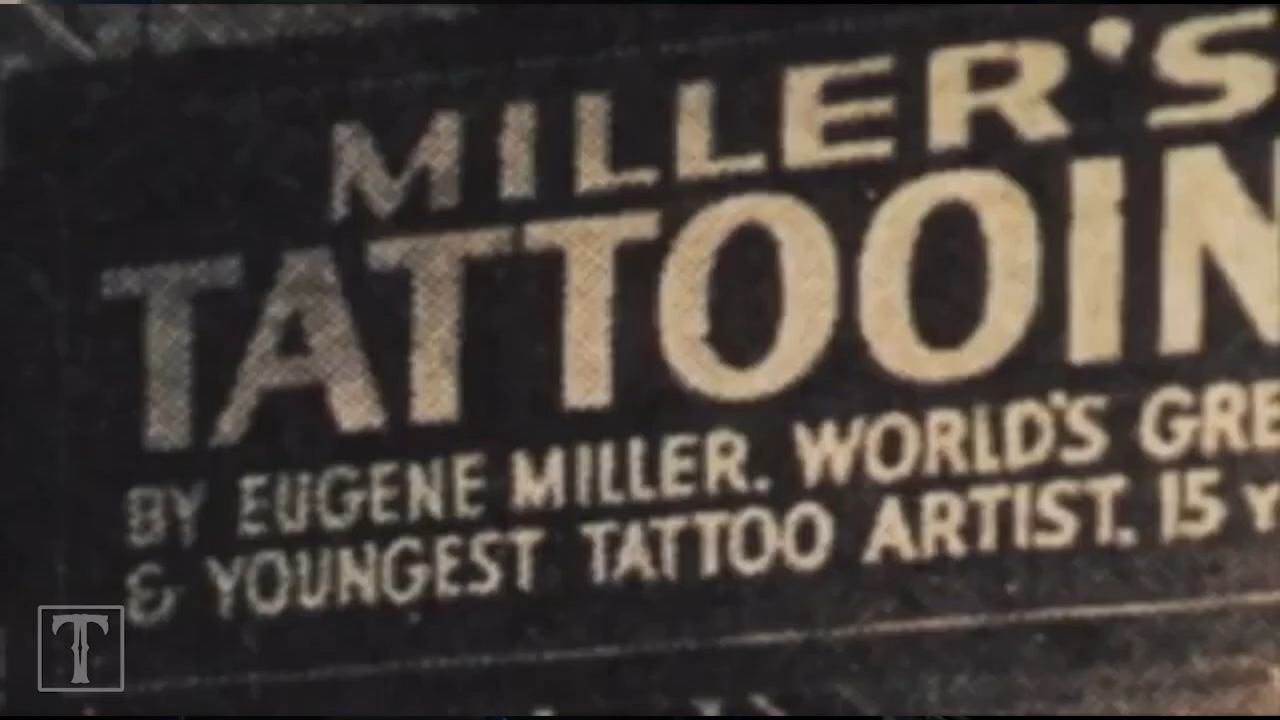 MILLER'S
TATTOOIN
BY EUGENE MILLER. WORLD'S GRE
& YOUNGEST TATTOO ARTIST. 15 Y
T